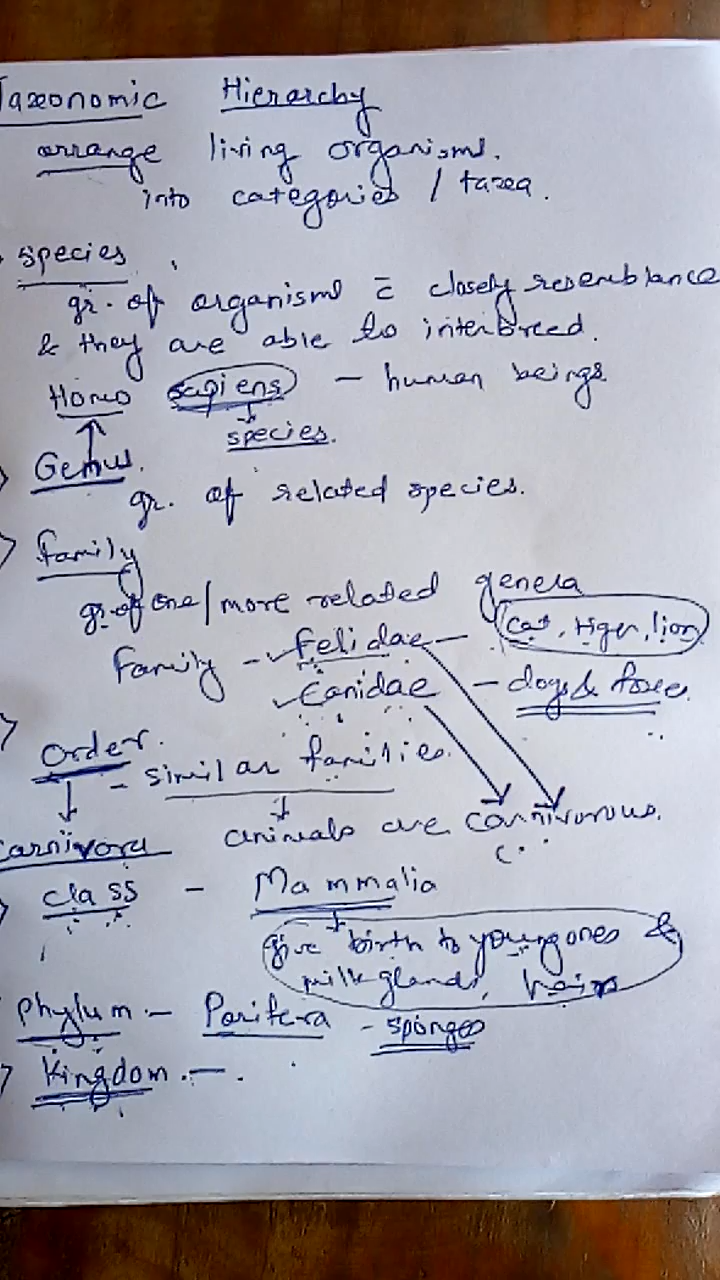 Taxonomic Hierarchy
arrange living organisms.
into categories / taxa.
species
gr. of organisms c̄ closely resemblance
& they are able to interbreed.
Homo sapiens – human beings
species.
Genus.
gr. of related species.
family
gr. of one/more related genera
Family - Felidae – cat, tiger, lion
Canidae – dogs & foxe
Order.
- similar families.
Carnivora animals are carnivorous.
class – Mammalia
give birth to young ones &
milk glands, hairs
Phylum – Porifera - sponges
Kingdom. –